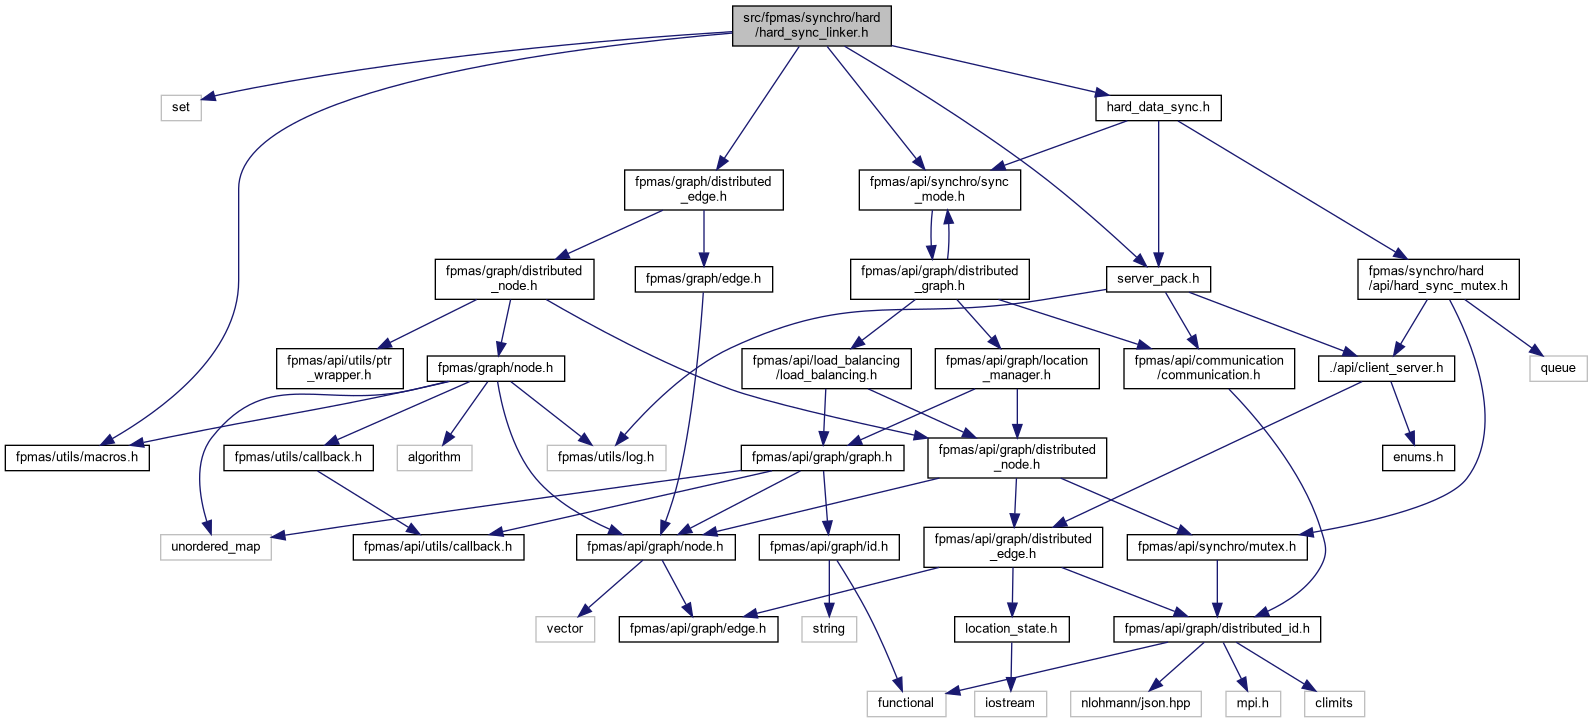 src/fpmas/synchro/hard
/hard_sync_linker.h
set
hard_data_sync.h
fpmas/graph/distributed
_edge.h
fpmas/api/synchro/sync
_mode.h
fpmas/graph/distributed
_node.h
fpmas/graph/edge.h
fpmas/api/graph/distributed
_graph.h
server_pack.h
fpmas/synchro/hard
/api/hard_sync_mutex.h
fpmas/api/utils/ptr
_wrapper.h
fpmas/graph/node.h
fpmas/api/load_balancing
/load_balancing.h
fpmas/api/graph/location
_manager.h
fpmas/api/communication
/communication.h
./api/client_server.h
queue
fpmas/utils/macros.h
fpmas/utils/callback.h
algorithm
fpmas/utils/log.h
fpmas/api/graph/graph.h
fpmas/api/graph/distributed
_node.h
enums.h
unordered_map
fpmas/api/utils/callback.h
fpmas/api/graph/node.h
fpmas/api/graph/id.h
fpmas/api/graph/distributed
_edge.h
fpmas/api/synchro/mutex.h
vector
fpmas/api/graph/edge.h
string
location_state.h
fpmas/api/graph/distributed_id.h
functional
iostream
nlohmann/json.hpp
mpi.h
climits